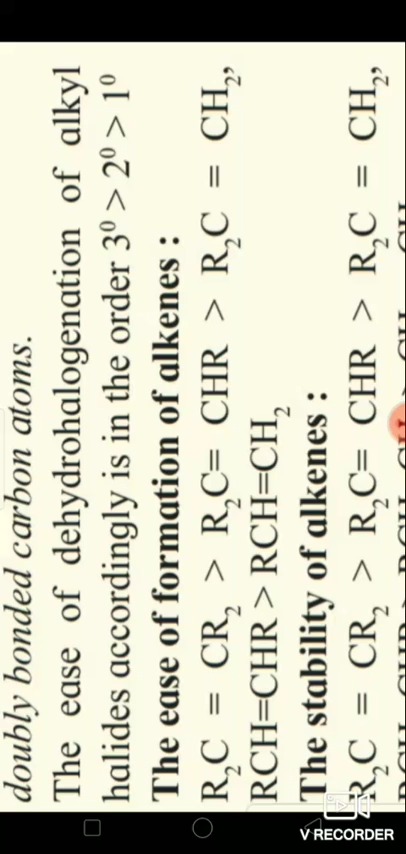 doubly bonded carbon atoms.
The ease of dehydrohalogenation of alkyl
halides accordingly is in the order 3⁰ > 2⁰ > 1⁰
The ease of formation of alkenes :
R₂C = CR₂ > R₂C= CHR > R₂C = CH₂,
RCH=CHR > RCH=CH₂
The stability of alkenes :
R₂C = CR₂ > R₂C= CHR > R₂C = CH₂,
V RECORDER